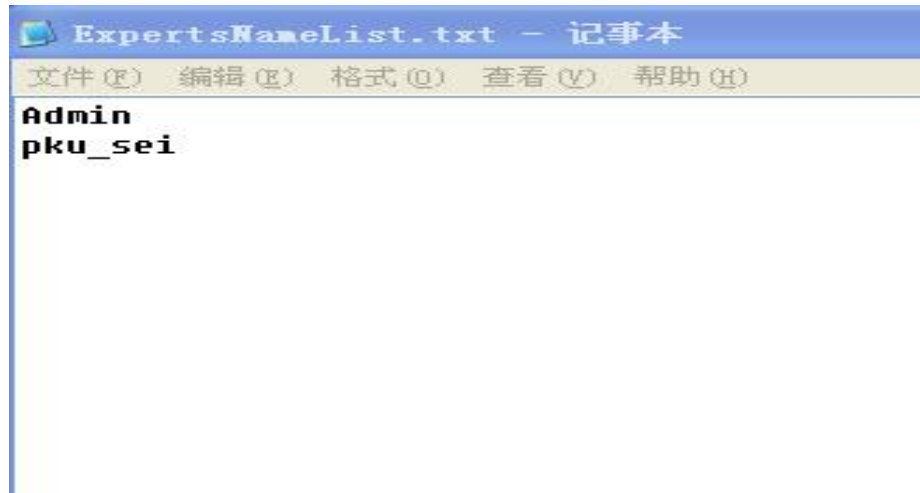 ExpertsNameList.txt - 记事本
文件(F) 编辑(E) 格式(O) 查看(V) 帮助(H)
Admin
pku_sei